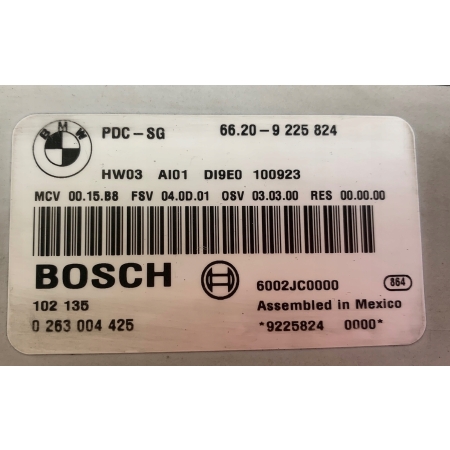 BMW
PDC-SG 66.20-9 225 824
HW03 AI01 DI9E0 100923
MCV 00.15.B8 FSV 04.0D.01 OSV 03.03.00 RES 00.00.00
BOSCH
6002JC0000 864
102 135 Assembled in Mexico
0 263 004 425 *9225824 0000*